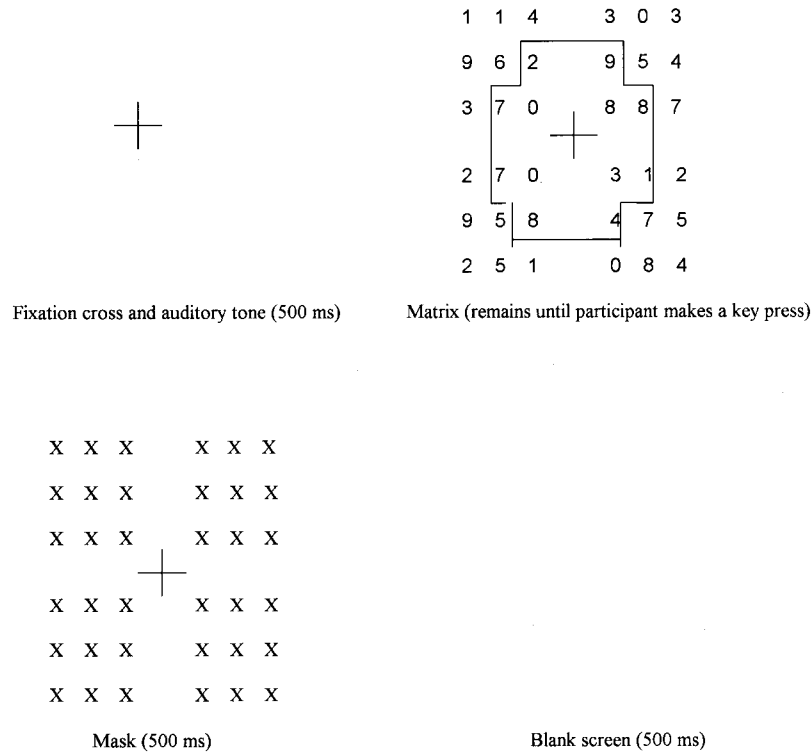 1 1 4 3 0 3
9 6 2 9 5 4
3 7 0 8 8 7
2 7 0 3 1 2
9 5 8 4 7 5
2 5 1 0 8 4
Fixation cross and auditory tone (500 ms)
Matrix (remains until participant makes a key press)
X X X X X X
X X X X X X
X X X X X X
X X X X X X
X X X X X X
X X X X X X
Mask (500 ms)
Blank screen (500 ms)